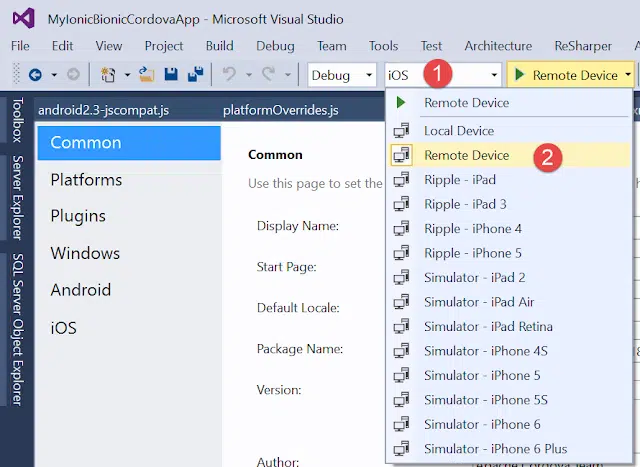 MyIonicBionicCordovaApp - Microsoft Visual Studio
File Edit View Project Build Debug Team Tools Test Architecture ReSharper A
Debug iOS 1 Remote Device
android2.3-jscompat.js platformOverrides.js
Toolbox
Server Explorer
SQL Server Object Explorer
Common
Platforms
Plugins
Windows
Android
iOS
Common
Use this page to set the
Display Name:
Start Page:
Default Locale:
Package Name:
Version:
Author:
Remote Device
Local Device
Remote Device 2
Ripple - iPad
Ripple - iPad 3
Ripple - iPhone 4
Ripple - iPhone 5
Simulator - iPad 2
Simulator - iPad Air
Simulator - iPad Retina
Simulator - iPhone 4S
Simulator - iPhone 5
Simulator - iPhone 5S
Simulator - iPhone 6
Simulator - iPhone 6 Plus